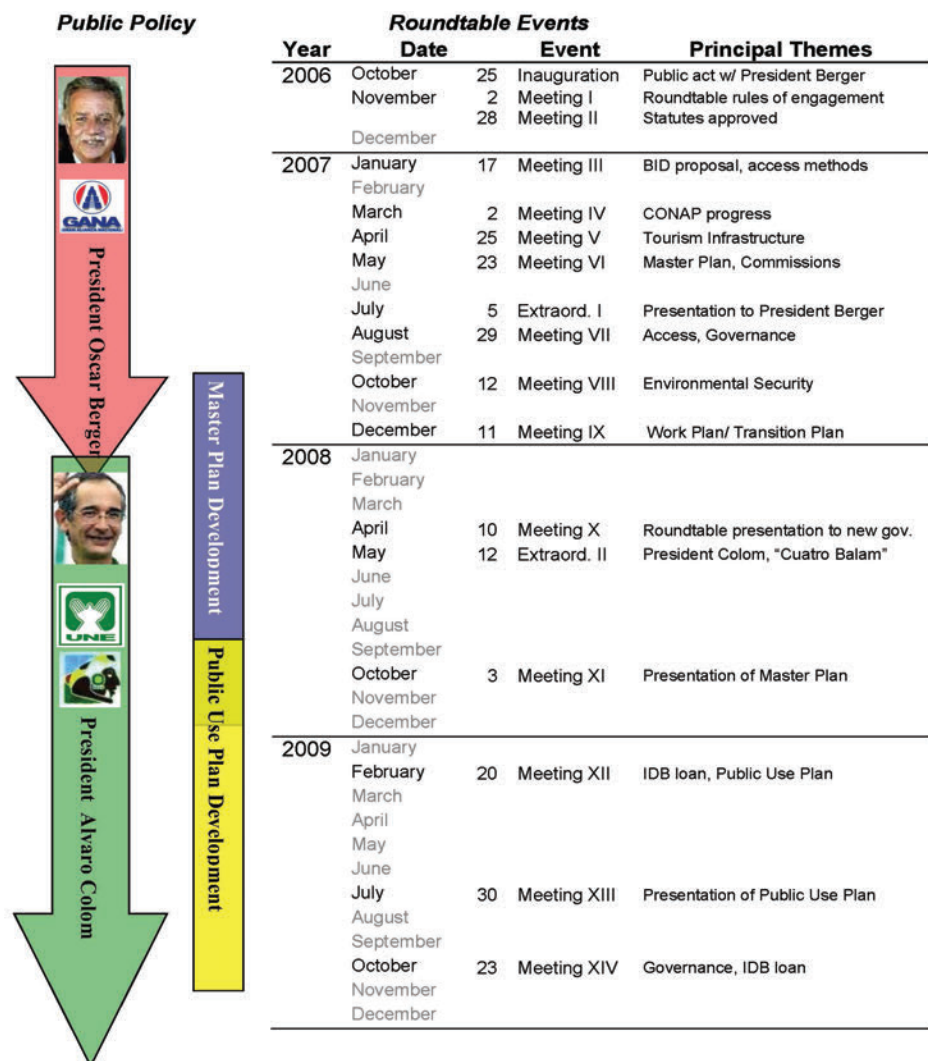 Public Policy
Roundtable Events
Year Date Event Principal Themes
2006 October 25 Inauguration Public act w/ President Berger
November 2 Meeting I Roundtable rules of engagement
28 Meeting II Statutes approved
December
2007 January 17 Meeting III BID proposal, access methods
February
March 2 Meeting IV CONAP progress
April 25 Meeting V Tourism Infrastructure
May 23 Meeting VI Master Plan, Commissions
June
July 5 Extraord. I Presentation to President Berger
August 29 Meeting VII Access, Governance
September
October 12 Meeting VIII Environmental Security
November
December 11 Meeting IX Work Plan/ Transition Plan
2008 January
February
March
April 10 Meeting X Roundtable presentation to new gov.
May 12 Extraord. II President Colom, “Cuatro Balam”
June
July
August
September
October 3 Meeting XI Presentation of Master Plan
November
December
2009 January
February 20 Meeting XII IDB loan, Public Use Plan
March
April
May
June
July 30 Meeting XIII Presentation of Public Use Plan
August
September
October 23 Meeting XIV Governance, IDB loan
November
December
GANA
President Oscar Berger
UNE
President Alvaro Colom
Master Plan Development
Public Use Plan Development